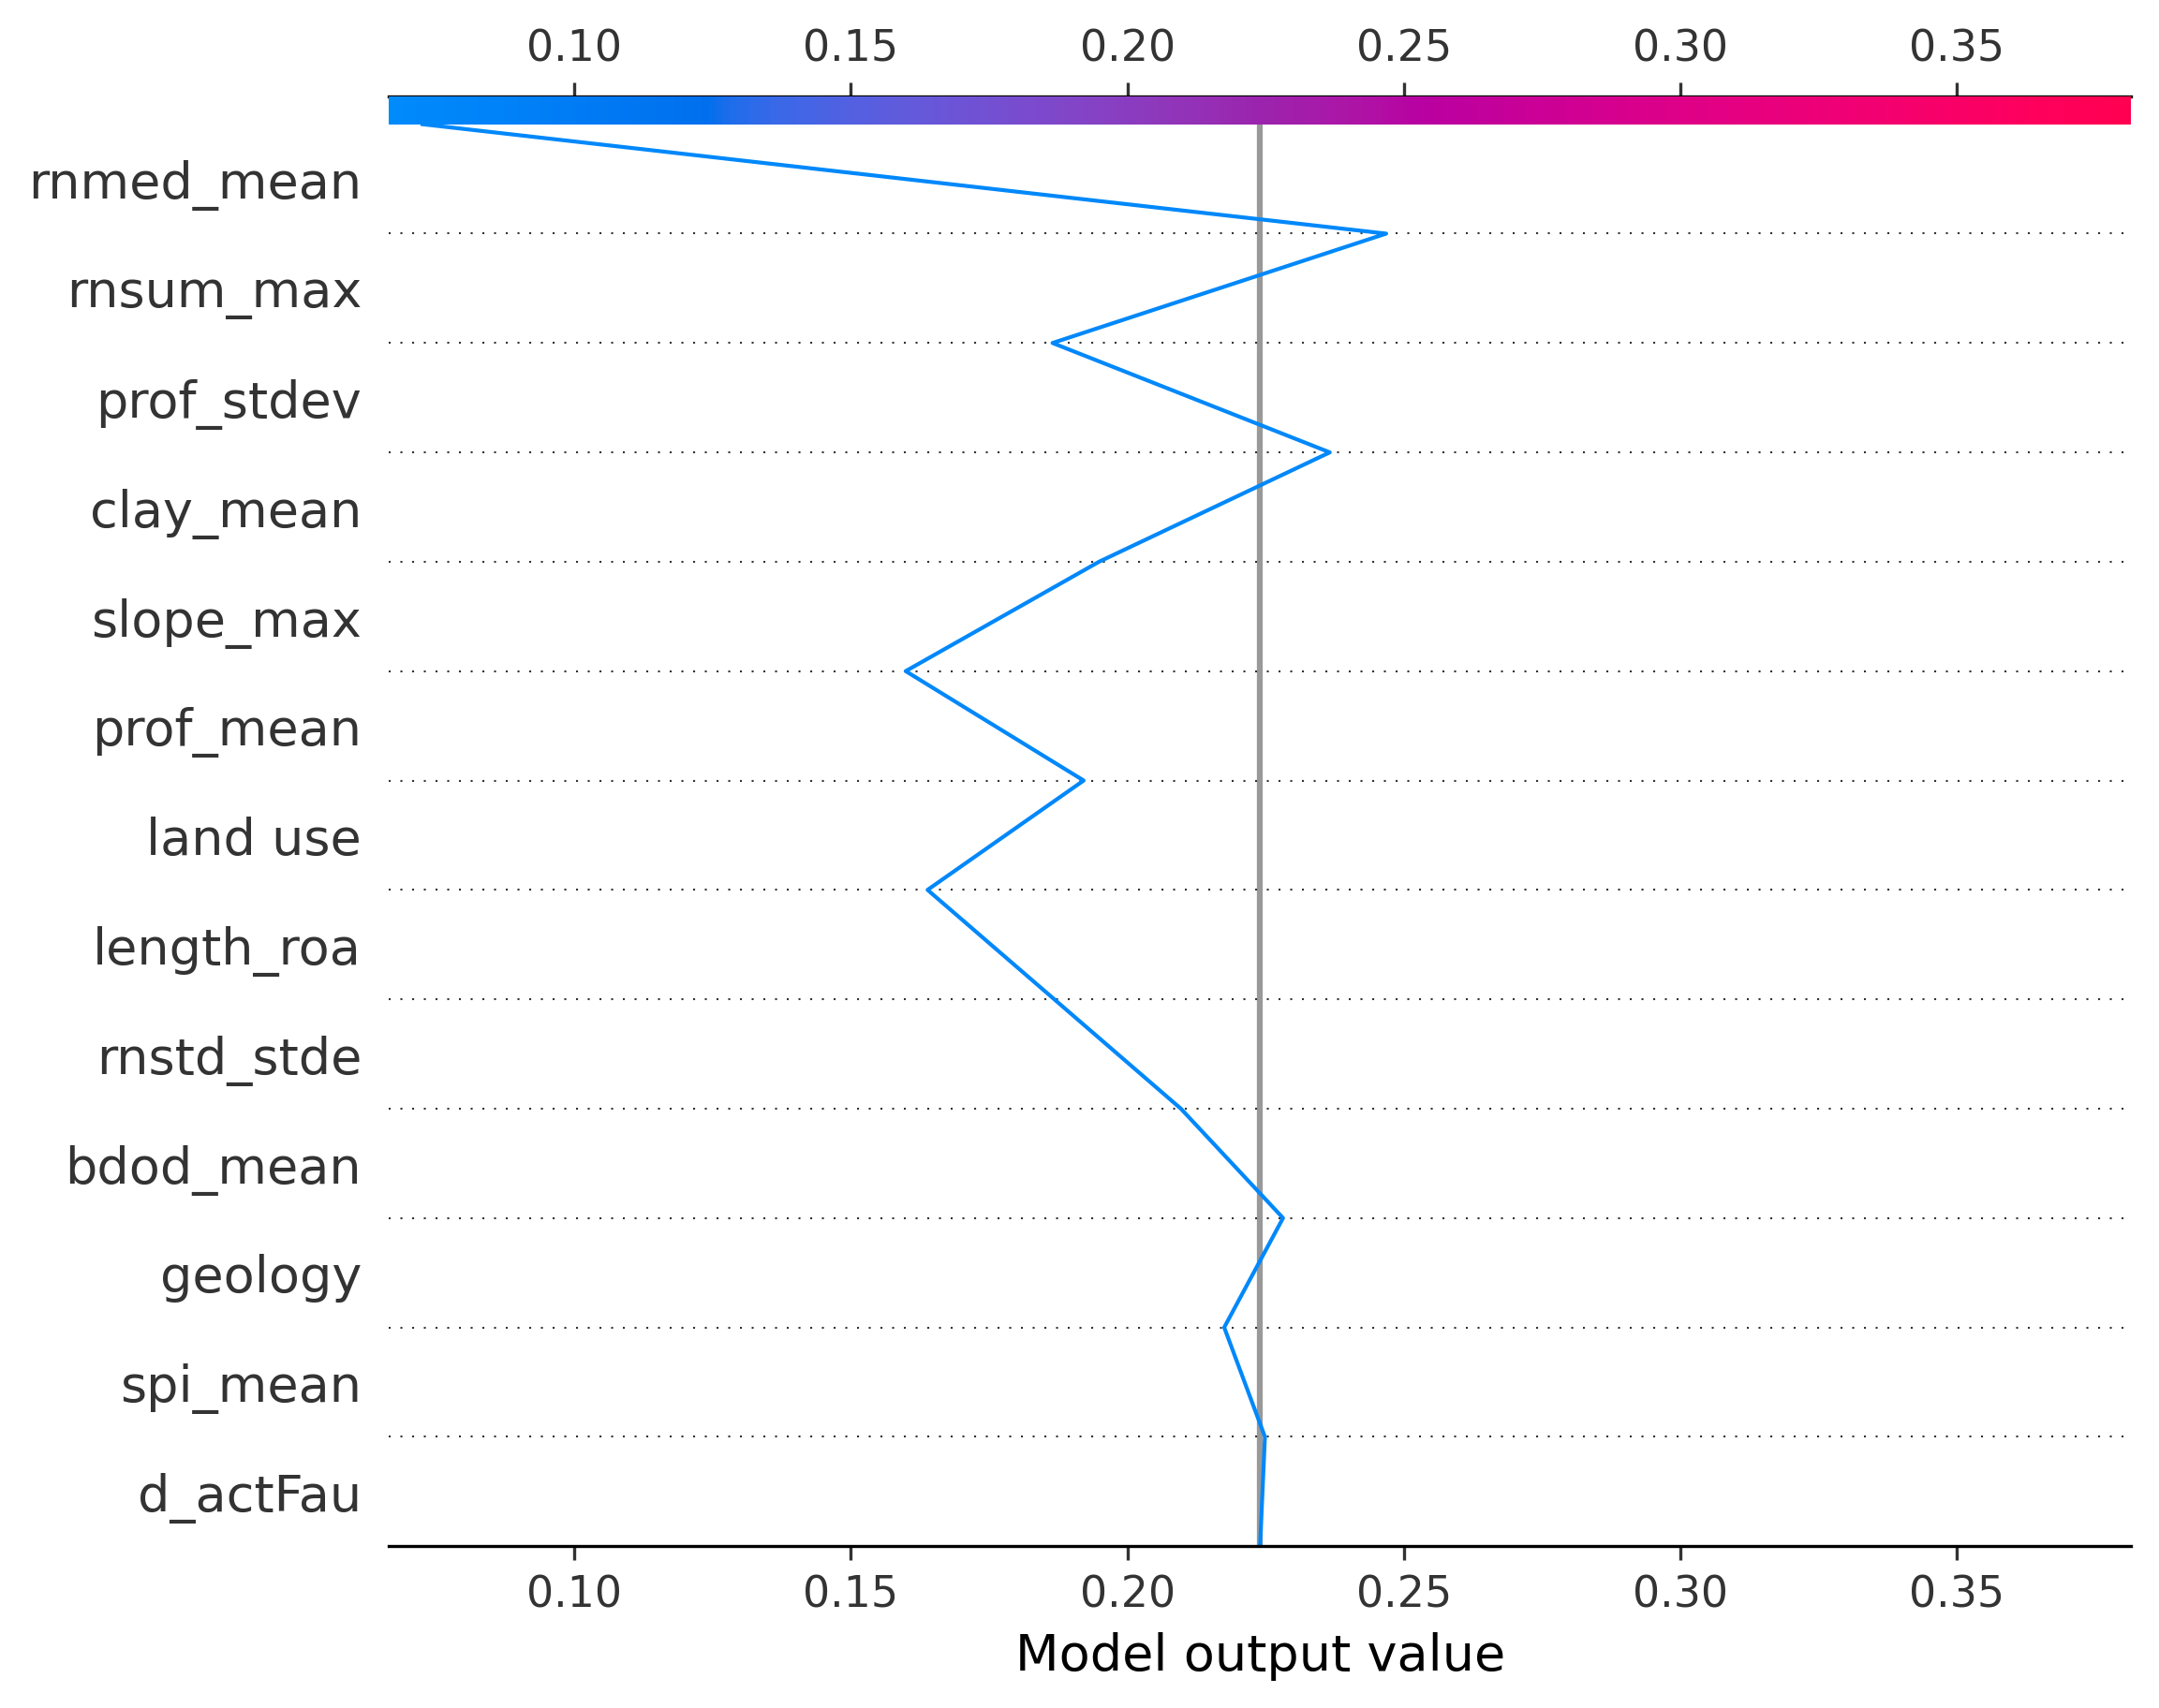 0.10 0.15 0.20 0.25 0.30 0.35
rnmed_mean
rnsum_max
prof_stdev
clay_mean
slope_max
prof_mean
land use
length_roa
rnstd_stde
bdod_mean
geology
spi_mean
d_actFau
0.10 0.15 0.20 0.25 0.30 0.35
Model output value